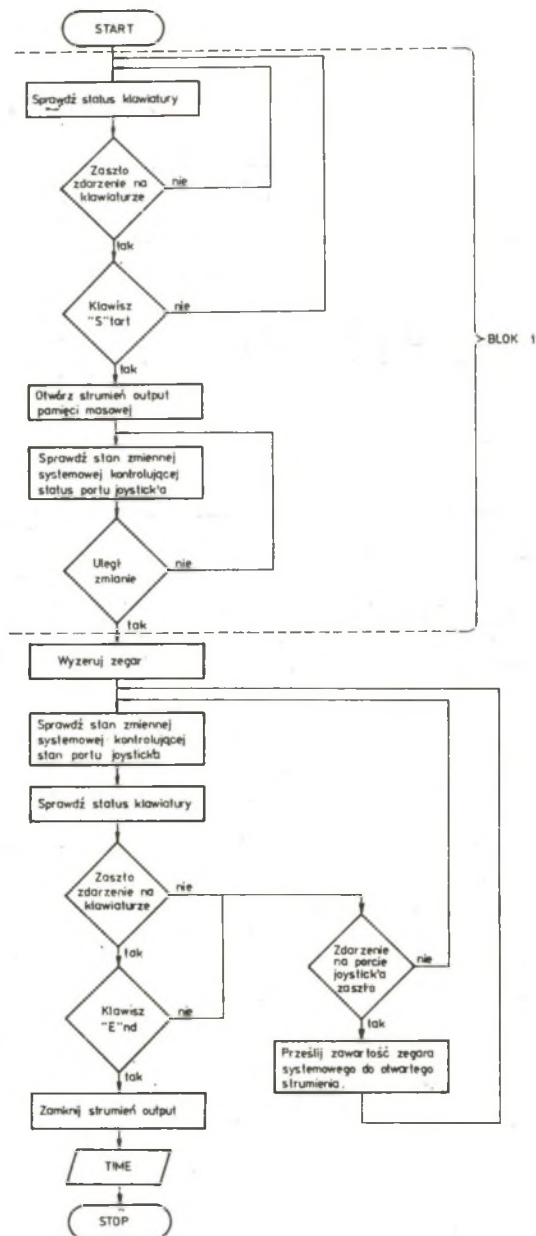 START
Sprawdź status klawiatury
Zaszło
zdarzenie na
klawiaturze
nie
tak
Klawisz
"S"tart
nie
tak
BLOK 1
Otwórz strumień output
pamięci masowej
Sprawdź stan zmiennej
systemowej kontrolującej
status portu joystick'a
Uległ
zmianie
nie
tak
Wyzeruj zegar
Sprawdź stan zmiennej
systemowej kontrolującej
stan portu joystick'a
Sprawdź status klawiatury
Zaszło
zdarzenie na
klawiaturze
nie
tak
Zdarzenie
na porcie
joystick'a
zaszło
nie
tak
Klawisz
"E"nd
nie
tak
Prześlij zawartość zegara
systemowego do otwartego
strumienia.
Zamknij strumień output
TIME
STOP